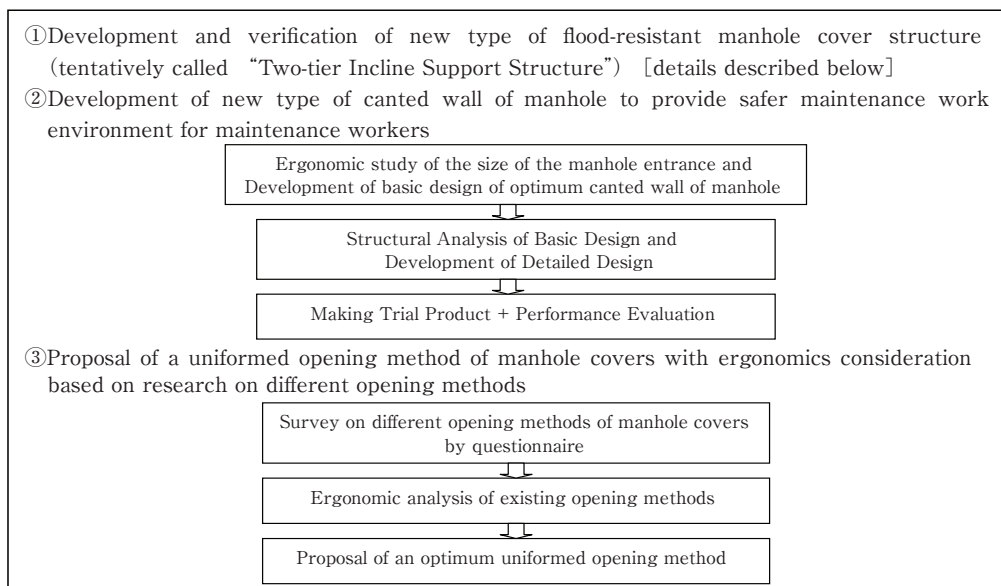 ①Development and verification of new type of flood-resistant manhole cover structure
(tentatively called “Two-tier Incline Support Structure”) [details described below]
②Development of new type of canted wall of manhole to provide safer maintenance work
environment for maintenance workers
Ergonomic study of the size of the manhole entrance and
Development of basic design of optimum canted wall of manhole
Structural Analysis of Basic Design and
Development of Detailed Design
Making Trial Product + Performance Evaluation
③Proposal of a uniformed opening method of manhole covers with ergonomics consideration
based on research on different opening methods
Survey on different opening methods of manhole covers
by questionnaire
Ergonomic analysis of existing opening methods
Proposal of an optimum uniformed opening method